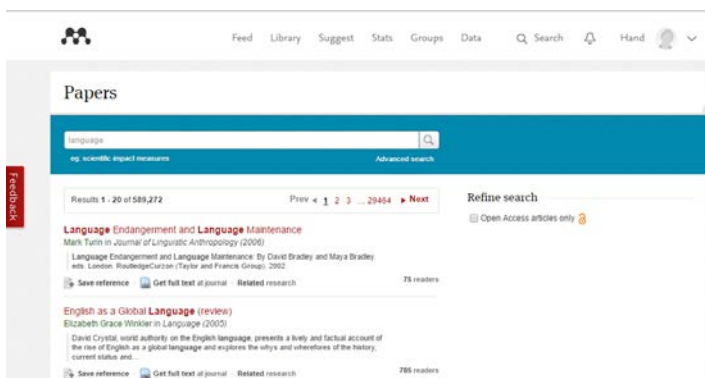 Feed Library Suggest Stats Groups Data Search Hand
Papers
language
eg. scientific impact measures Advanced search
Feedback
Results 1 - 20 of 589,272 Prev 1 2 3 ... 29464 Next
Refine search
Open Access articles only
Language Endangerment and Language Maintenance
Mark Turin in Journal of Linguistic Anthropology (2006)
Language Endangerment and Language Maintenance. By David Bradley and Maya Bradley.
eds. London: RoutledgeCurzon (Taylor and Francis Group), 2002.
Save reference · Get full text at journal · Related research 75 readers
English as a Global Language (review)
Elizabeth Grace Winkler in Language (2005)
David Crystal, world authority on the English language, presents a lively and factual account of
the rise of English as a global language and explores the whys and wherefores of the history,
current status and...
Save reference · Get full text at journal · Related research 785 readers